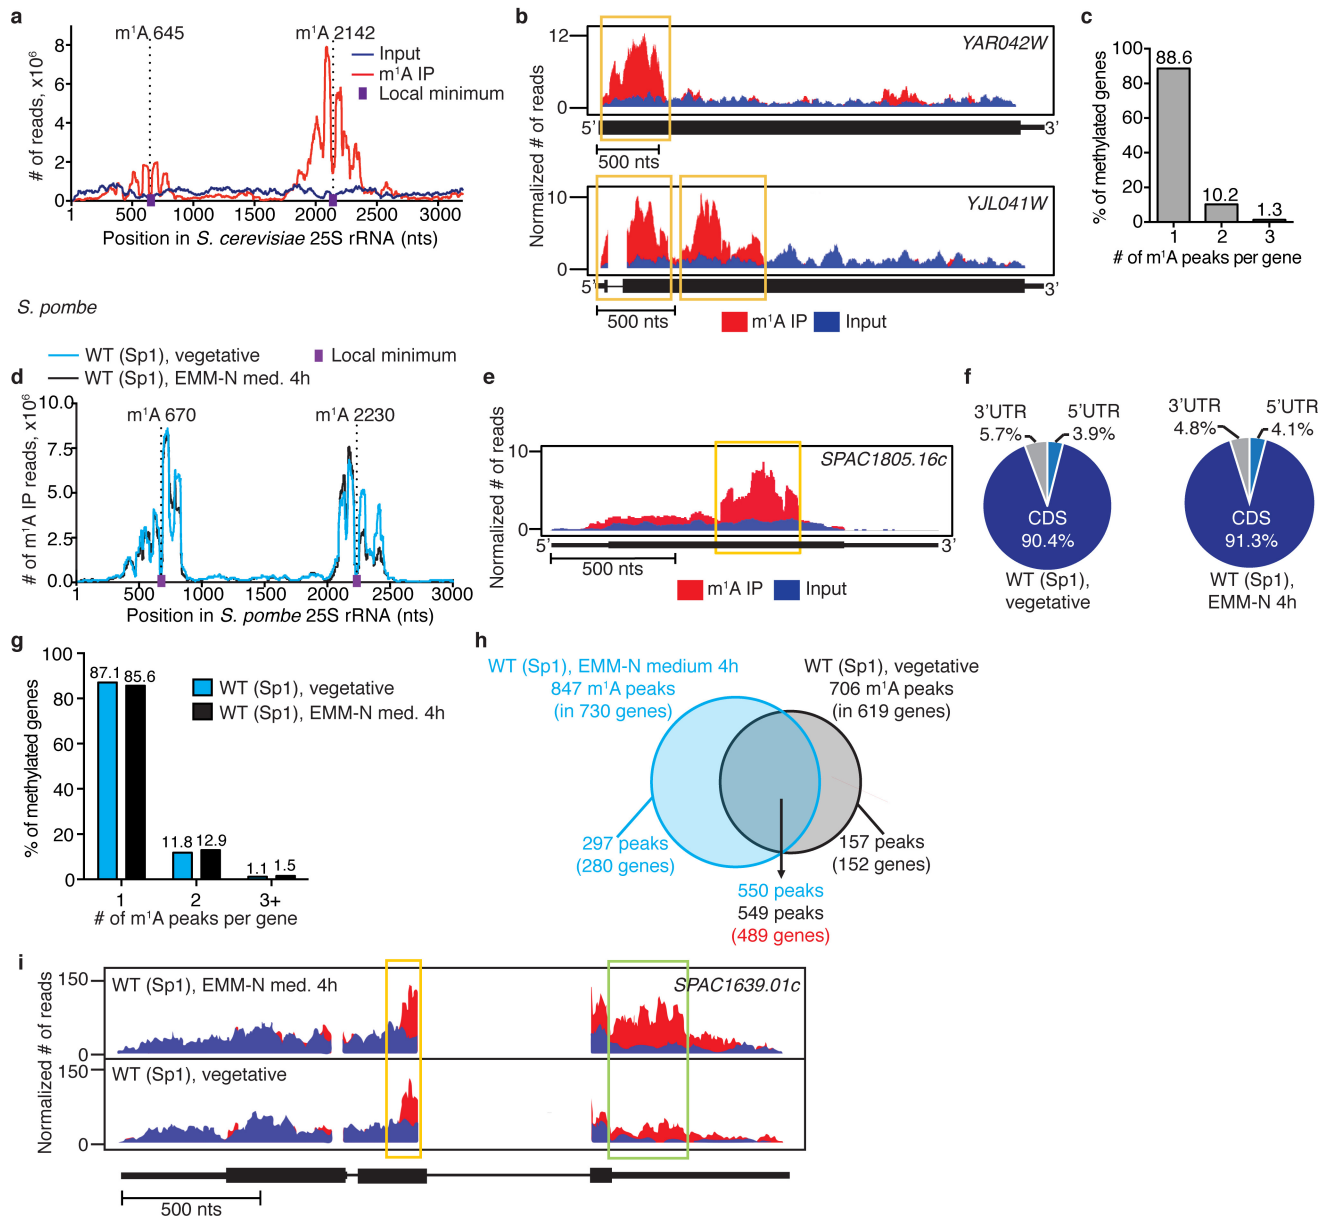 a
m¹A 645
m¹A 2142
Input
m¹A IP
Local minimum
# of reads, x10⁶
8
6
4
2
0
1
500
1000
1500
2000
2500
3000
Position in S. cerevisiae 25S rRNA (nts)
b
Normalized # of reads
12
0
YAR042W
5’
3’
500 nts
10
0
YJL041W
5’
3’
500 nts
m¹A IP
Input
c
% of methylated genes
100
80
60
40
20
0
88.6
10.2
1.3
1
2
3
# of m¹A peaks per gene
S. pombe
WT (Sp1), vegetative
Local minimum
WT (Sp1), EMM-N med. 4h
d
# of m¹A IP reads, x10⁶
10.0
7.5
5.0
2.5
0.0
m¹A 670
m¹A 2230
500
1000
1500
2000
2500
3000
Position in S. pombe 25S rRNA (nts)
e
Normalized # of reads
10
0
SPAC1805.16c
5’
3’
500 nts
m¹A IP
Input
f
3’UTR
5.7%
5’UTR
3.9%
CDS
90.4%
WT (Sp1),
vegetative
3’UTR
4.8%
5’UTR
4.1%
CDS
91.3%
WT (Sp1),
EMM-N 4h
g
% of methylated genes
100
80
60
40
20
0
87.1
85.6
11.8
12.9
1.1
1.5
WT (Sp1), vegetative
WT (Sp1), EMM-N med. 4h
1
2
3+
# of m¹A peaks per gene
h
WT (Sp1), EMM-N medium 4h
847 m¹A peaks
(in 730 genes)
WT (Sp1), vegetative
706 m¹A peaks
(in 619 genes)
297 peaks
(280 genes)
157 peaks
(152 genes)
550 peaks
549 peaks
(489 genes)
i
Normalized # of reads
150
0
WT (Sp1), EMM-N med. 4h
SPAC1639.01c
Normalized # of reads
150
0
WT (Sp1), vegetative
500 nts